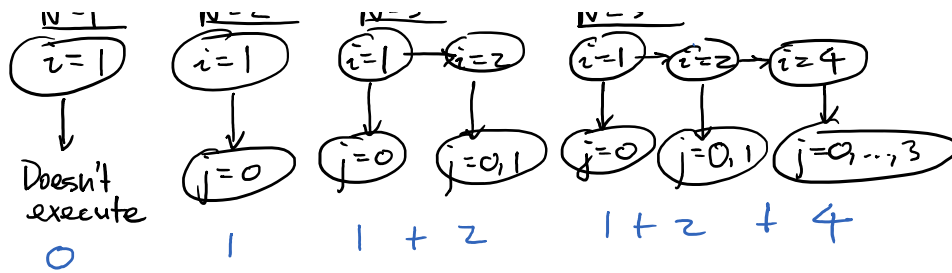 N=1 N=2 N=3 N=5
i=1 i=1 i=1 i=2 i=1 i=2 i=4
j=0 j=0 j=0,1 j=0 j=0,1 j=0,...,3
Doesn't
execute
0 1 1 + 2 1 + 2 + 4